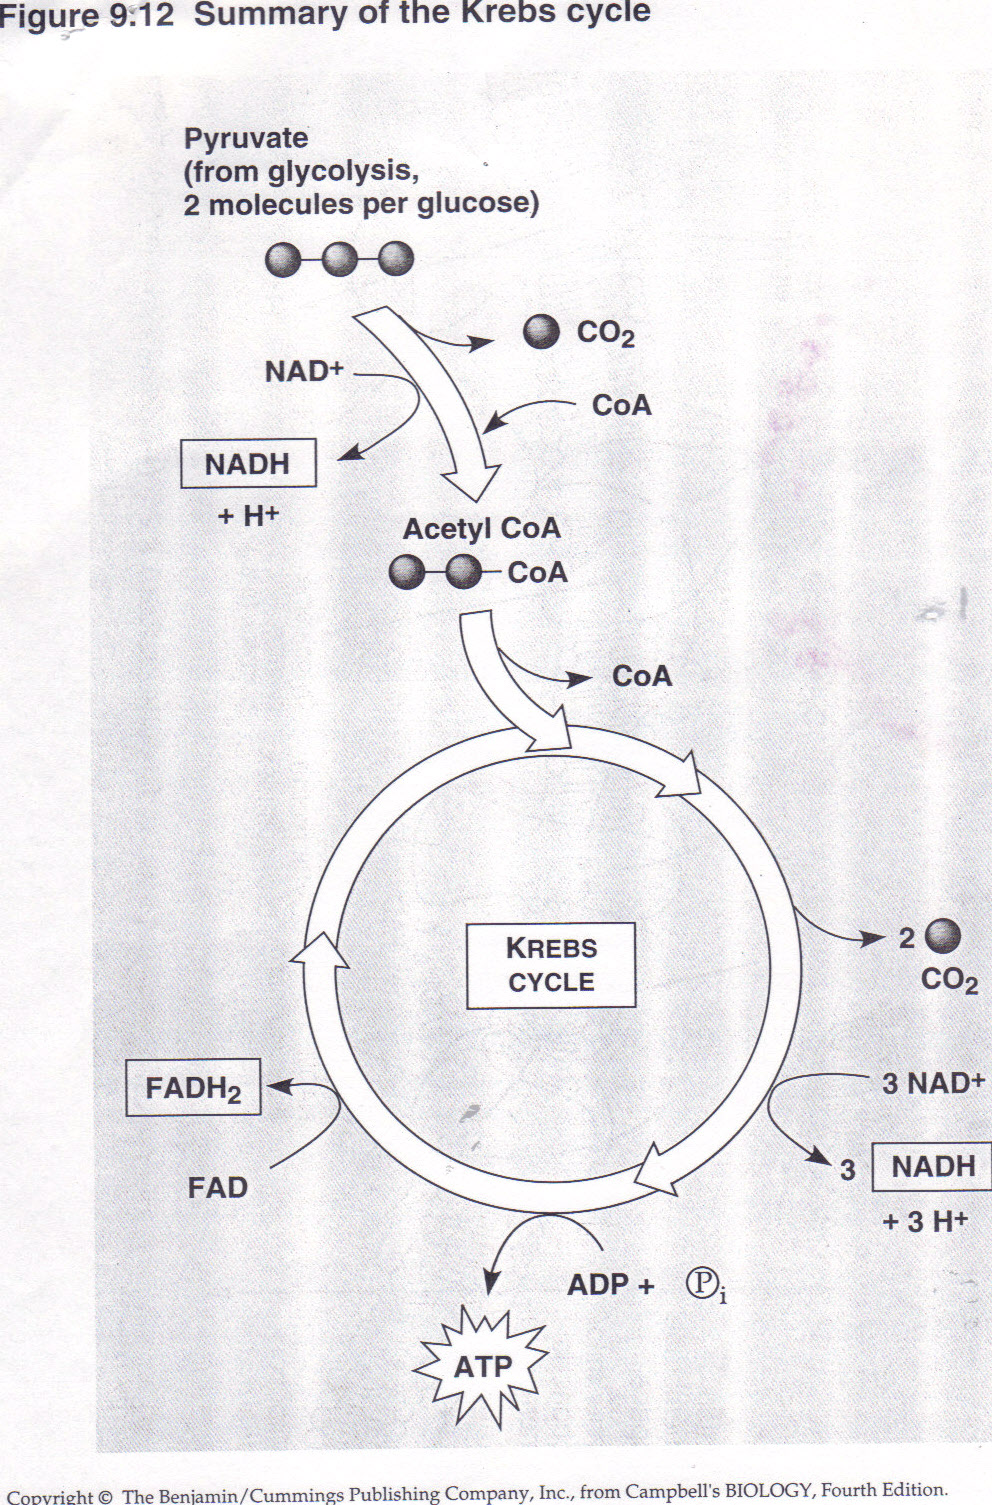 Figure 9.12 Summary of the Krebs cycle
Pyruvate
(from glycolysis,
2 molecules per glucose)
CO2
NAD+
CoA
NADH
+ H+
Acetyl CoA
CoA
CoA
KREBS
CYCLE
2
CO2
FADH2
3 NAD+
3 NADH
FAD
+ 3 H+
ADP + Pi
ATP
Copyright © The Benjamin/Cummings Publishing Company, Inc., from Campbell's BIOLOGY, Fourth Edition.